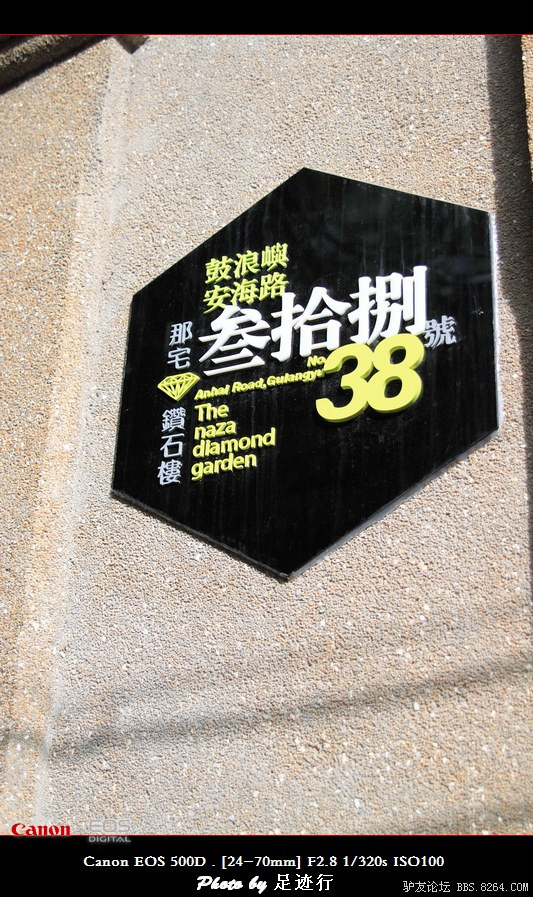 鼓浪嶼
安海路
叁拾捌號
那宅
鑽石樓
No
38
Anhai Road,Gulangyu
The
naza
diamond
garden
Canon
EOS
DIGITAL
Canon EOS 500D . [24-70mm] F2.8 1/320s ISO100
Photo by 足迹行
驴友论坛 BBS.8264.com